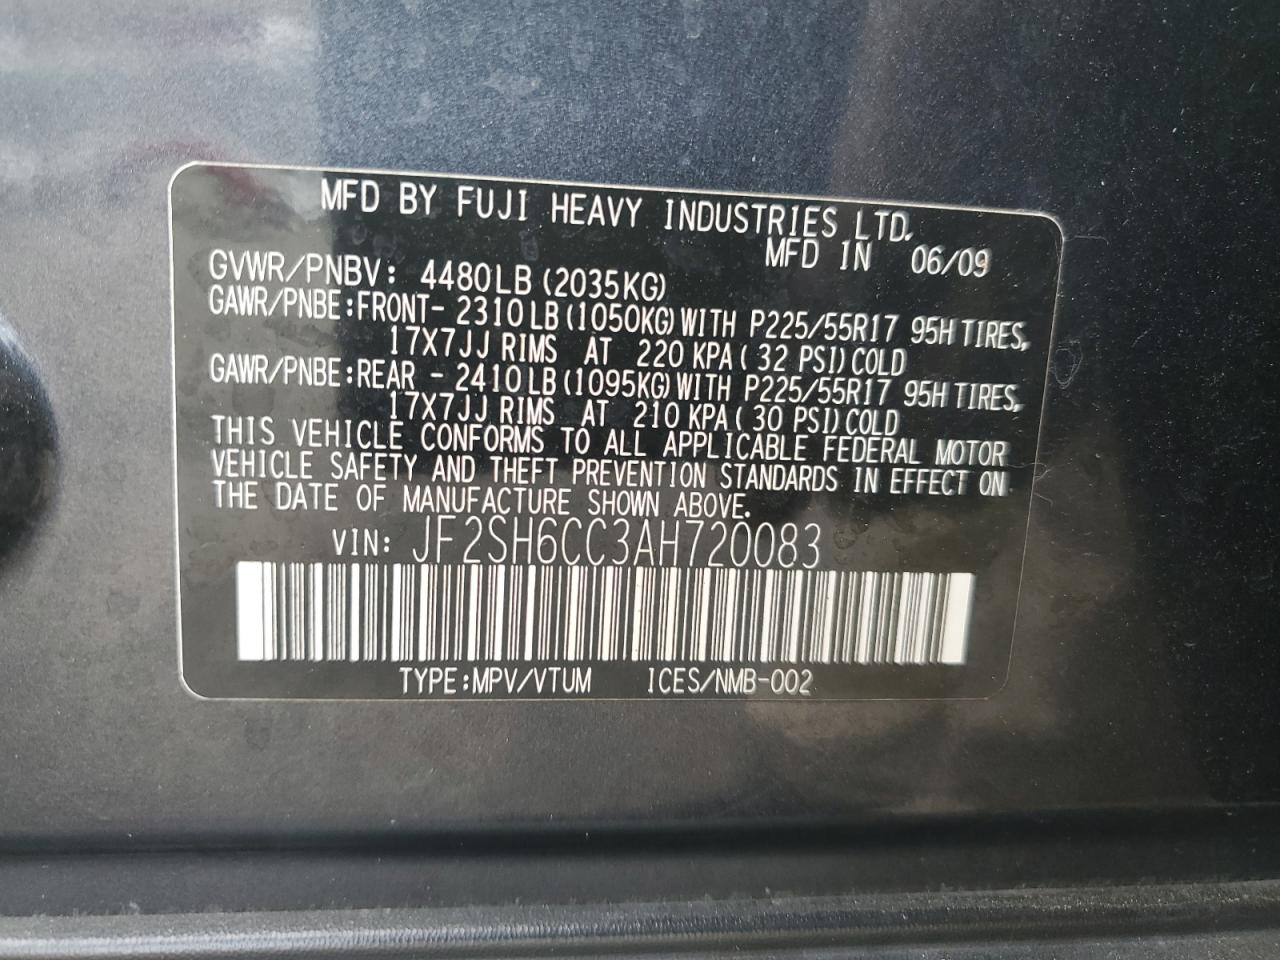 MFD BY FUJI HEAVY INDUSTRIES LTD.
MFD IN 06/09
GVWR/PNBV: 4480LB (2035KG)
GAWR/PNBE:FRONT- 2310LB(1050KG)WITH P225/55R17 95H TIRES,
17X7JJ RIMS AT 220 KPA( 32 PSI)COLD
GAWR/PNBE:REAR - 2410LB(1095KG)WITH P225/55R17 95H TIRES,
17X7JJ RIMS AT 210 KPA( 30 PSI)COLD
THIS VEHICLE CONFORMS TO ALL APPLICABLE FEDERAL MOTOR
VEHICLE SAFETY AND THEFT PREVENTION STANDARDS IN EFFECT ON
THE DATE OF MANUFACTURE SHOWN ABOVE.
VIN: JF2SH6CC3AH720083
TYPE:MPV/VTUM ICES/NMB-002